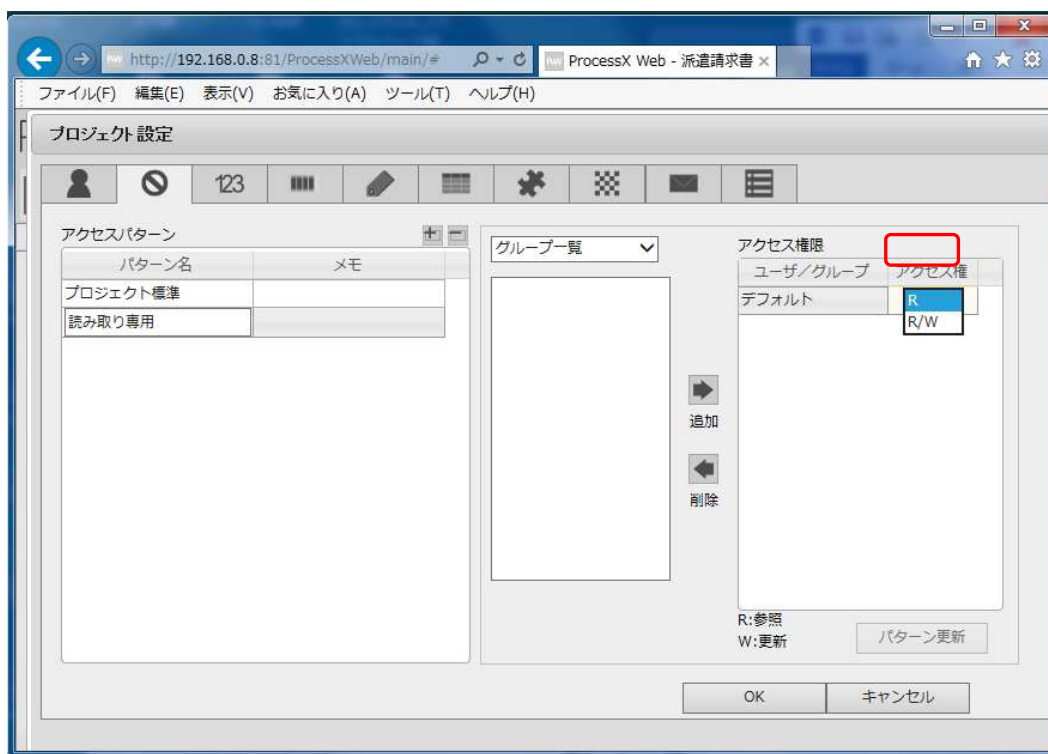 http://192.168.0.8:81/ProcessXWeb/main/#
ProcessX Web - 派遣請求書
ファイル(F) 編集(E) 表示(V) お気に入り(A) ツール(T) ヘルプ(H)
プロジェクト設定
123
アクセスパターン
パターン名 メモ
プロジェクト標準
読み取り専用
グループ一覧
追加
削除
アクセス権限
ユーザ/グループ アクセス権
デフォルト R
R/W
R:参照
W:更新
パターン更新
OK キャンセル